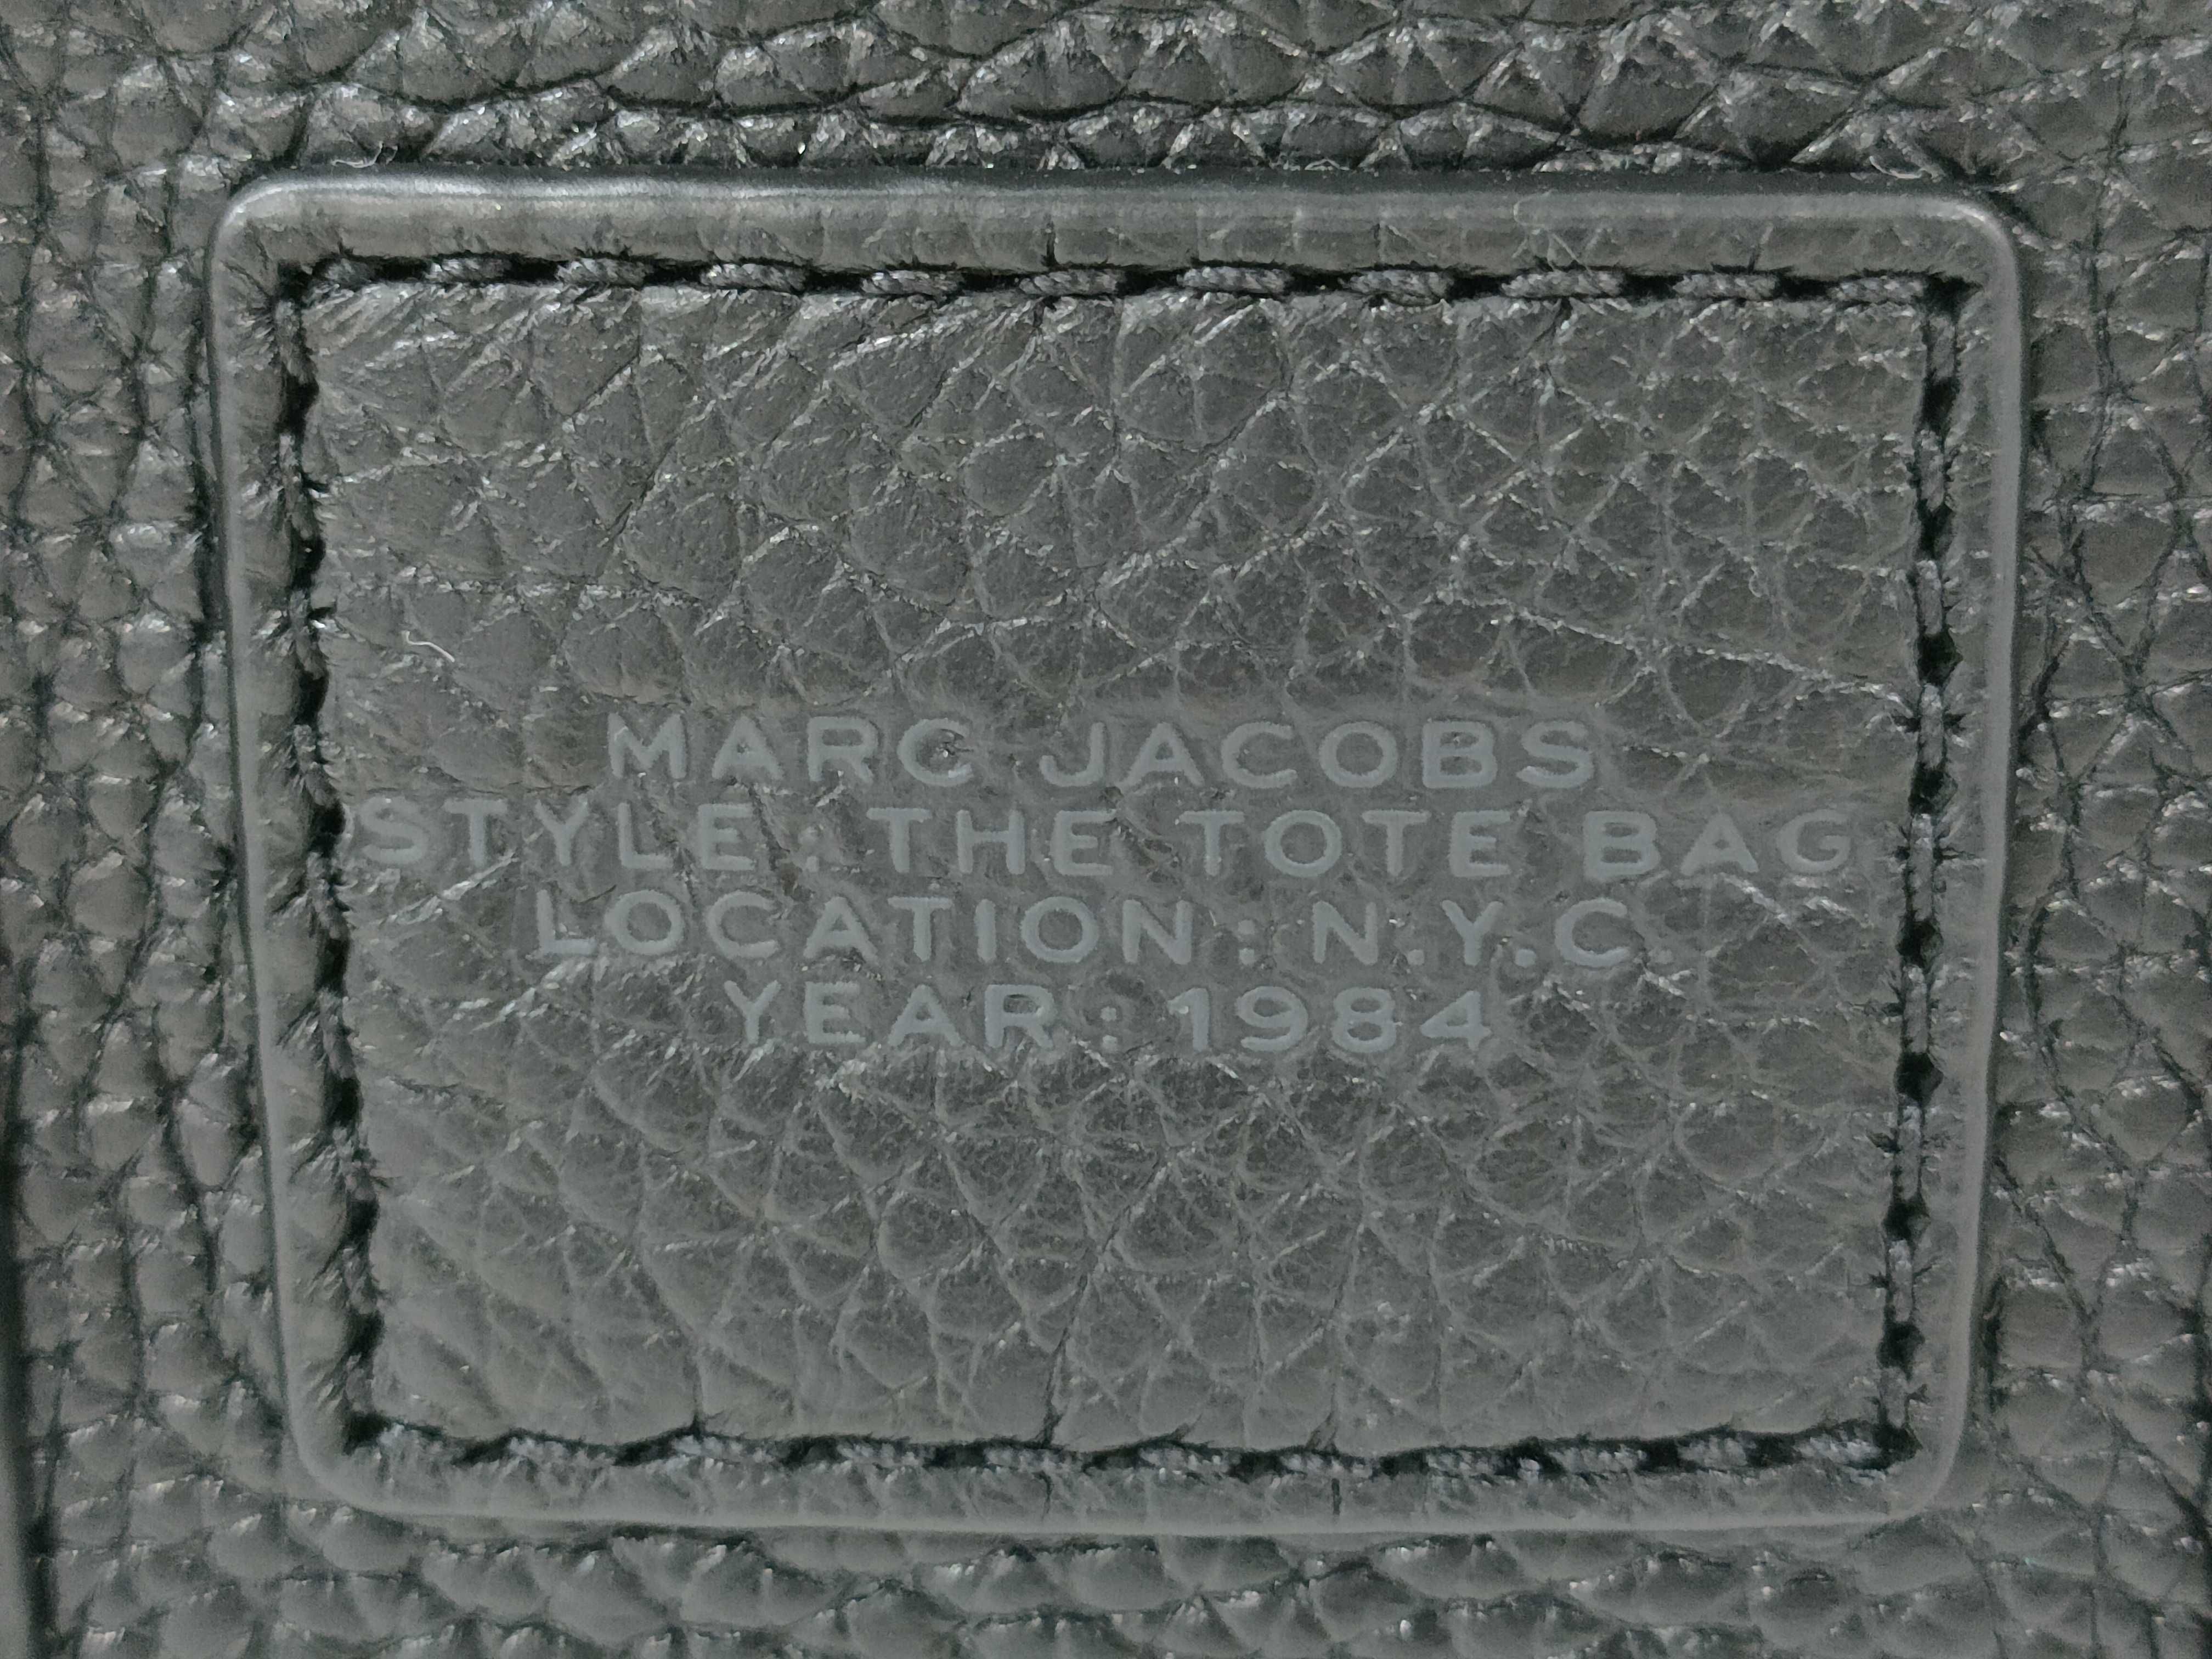 MARC JACOBS
STYLE: THE TOTE BAG
LOCATION: N.Y.C.
YEAR: 1984